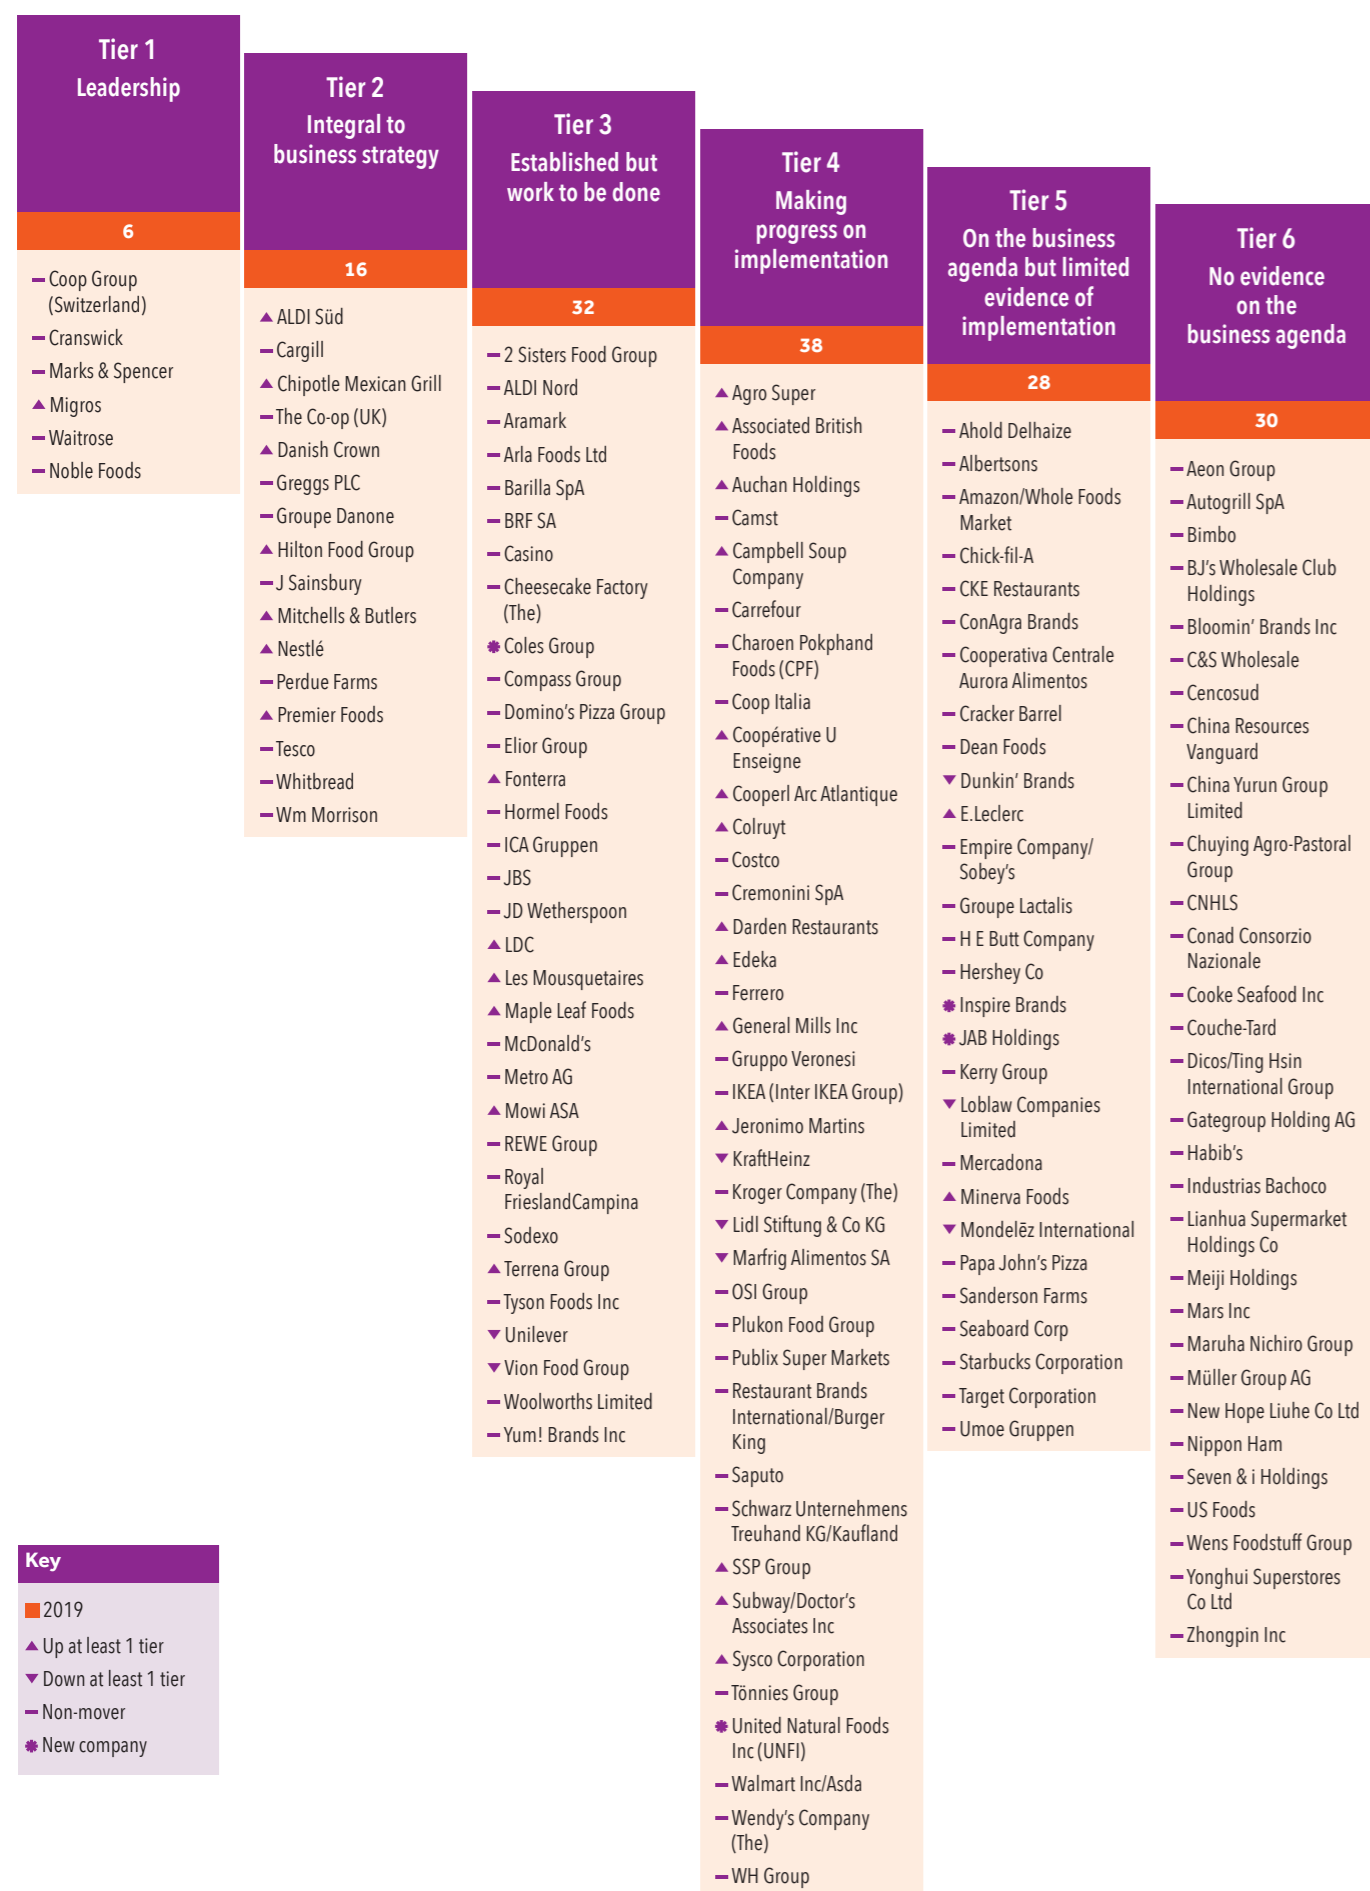 Tier 1
Leadership
6
Coop Group
(Switzerland)
Cranswick
Marks & Spencer
Migros
Waitrose
Noble Foods
Tier 2
Integral to
business strategy
16
ALDI Süd
Cargill
Chipotle Mexican Grill
The Co-op (UK)
Danish Crown
Greggs PLC
Groupe Danone
Hilton Food Group
J Sainsbury
Mitchells & Butlers
Nestlé
Perdue Farms
Premier Foods
Tesco
Whitbread
Wm Morrison
Tier 3
Established but
work to be done
32
2 Sisters Food Group
ALDI Nord
Aramark
Arla Foods Ltd
Barilla SpA
BRF SA
Casino
Cheesecake Factory
(The)
Coles Group
Compass Group
Domino's Pizza Group
Elior Group
Fonterra
Hormel Foods
ICA Gruppen
JBS
JD Wetherspoon
LDC
Les Mousquetaires
Maple Leaf Foods
McDonald's
Metro AG
Mowi ASA
REWE Group
Royal
FrieslandCampina
Sodexo
Terrena Group
Tyson Foods Inc
Unilever
Vion Food Group
Woolworths Limited
Yum! Brands Inc
Tier 4
Making
progress on
implementation
38
Agro Super
Associated British
Foods
Auchan Holdings
Camst
Campbell Soup
Company
Carrefour
Charoen Pokphand
Foods (CPF)
Coop Italia
Coopérative U
Enseigne
Cooperl Arc Atlantique
Colruyt
Costco
Cremonini SpA
Darden Restaurants
Edeka
Ferrero
General Mills Inc
Gruppo Veronesi
IKEA (Inter IKEA Group)
Jeronimo Martins
KraftHeinz
Kroger Company (The)
Lidl Stiftung & Co KG
Marfrig Alimentos SA
OSI Group
Plukon Food Group
Publix Super Markets
Restaurant Brands
International/Burger
King
Saputo
Schwarz Unternehmens
Treuhand KG/Kaufland
SSP Group
Subway/Doctor's
Associates Inc
Sysco Corporation
Tönnies Group
United Natural Foods
Inc (UNFI)
Walmart Inc/Asda
Wendy's Company
(The)
WH Group
Tier 5
On the business
agenda but limited
evidence of
implementation
28
Ahold Delhaize
Albertsons
Amazon/Whole Foods
Market
Chick-fil-A
CKE Restaurants
ConAgra Brands
Cooperativa Centrale
Aurora Alimentos
Cracker Barrel
Dean Foods
Dunkin' Brands
E.Leclerc
Empire Company/
Sobey's
Groupe Lactalis
H E Butt Company
Hershey Co
Inspire Brands
JAB Holdings
Kerry Group
Loblaw Companies
Limited
Mercadona
Minerva Foods
Mondelēz International
Papa John's Pizza
Sanderson Farms
Seaboard Corp
Starbucks Corporation
Target Corporation
Umoe Gruppen
Tier 6
No evidence
on the
business agenda
30
Aeon Group
Autogrill SpA
Bimbo
BJ's Wholesale Club
Holdings
Bloomin' Brands Inc
C&S Wholesale
Cencosud
China Resources
Vanguard
China Yurun Group
Limited
Chuying Agro-Pastoral
Group
CNHLS
Conad Consorzio
Nazionale
Cooke Seafood Inc
Couche-Tard
Dicos/Ting Hsin
International Group
Gategroup Holding AG
Habib's
Industrias Bachoco
Lianhua Supermarket
Holdings Co
Meiji Holdings
Mars Inc
Maruha Nichiro Group
Müller Group AG
New Hope Liuhe Co Ltd
Nippon Ham
Seven & i Holdings
US Foods
Wens Foodstuff Group
Yonghui Superstores
Co Ltd
Zhongpin Inc
Key
2019
Up at least 1 tier
Down at least 1 tier
Non-mover
New company